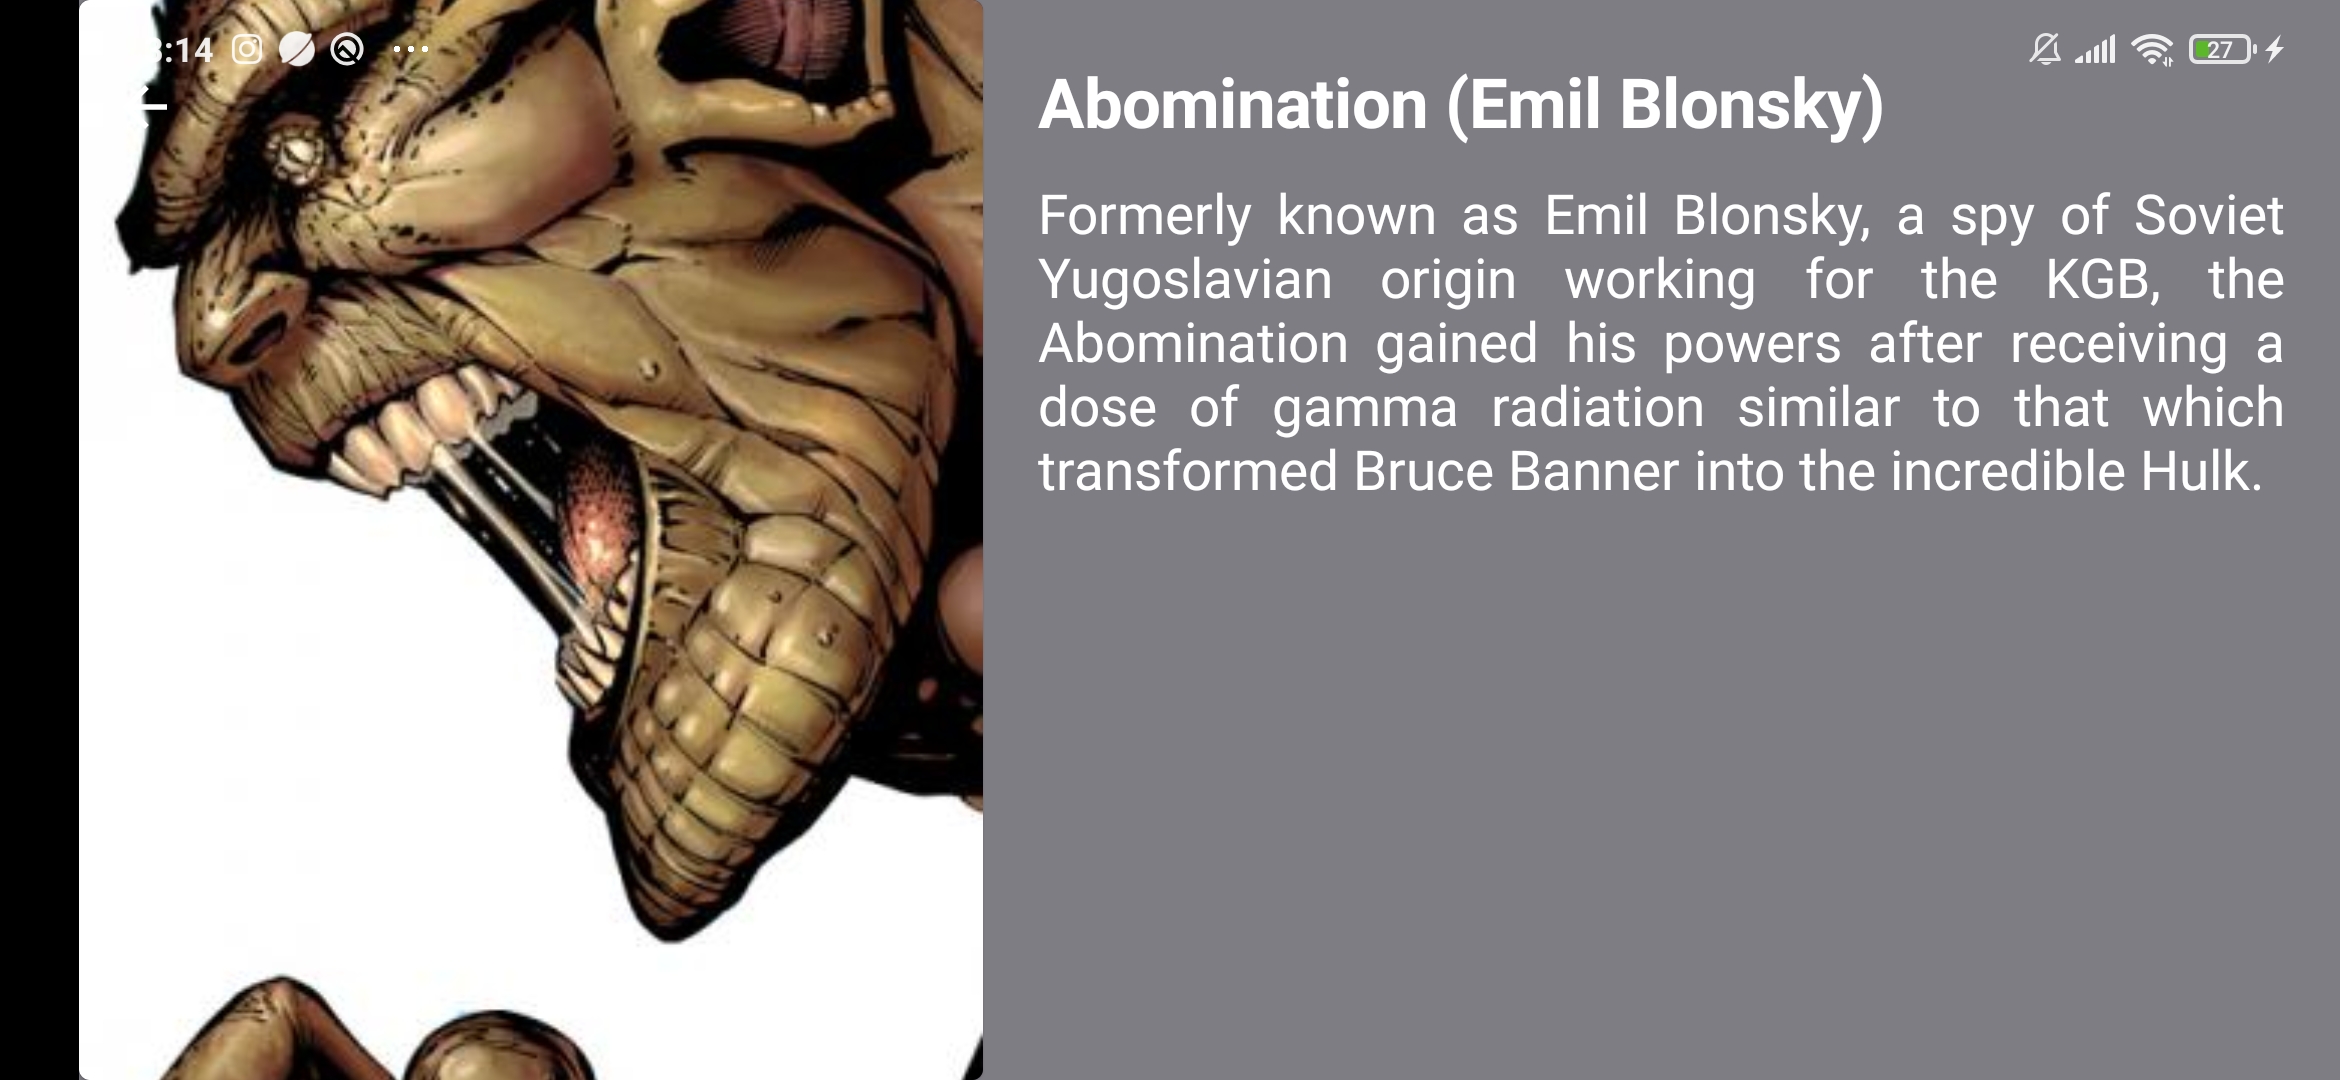 :14
27
Abomination (Emil Blonsky)
Formerly known as Emil Blonsky, a spy of Soviet
Yugoslavian origin working for the KGB, the
Abomination gained his powers after receiving a
dose of gamma radiation similar to that which
transformed Bruce Banner into the incredible Hulk.